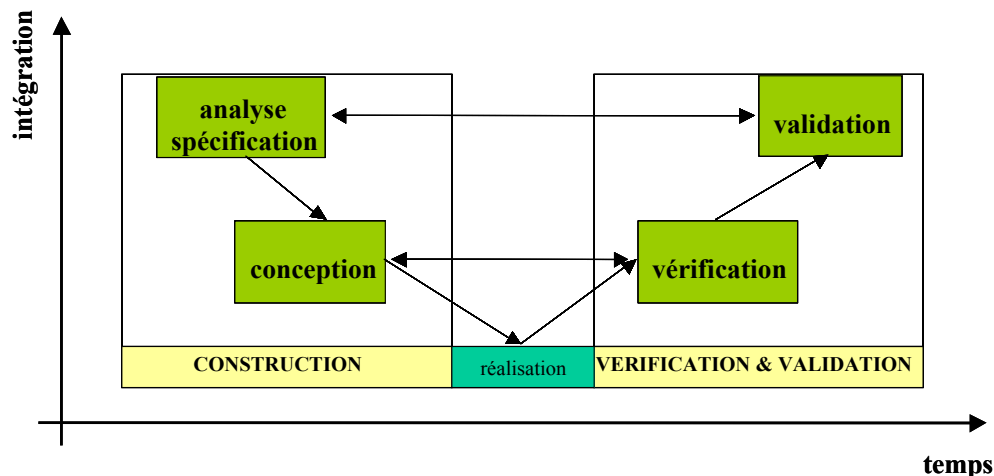 intégration
analyse
spécification
validation
conception
vérification
CONSTRUCTION
réalisation
VERIFICATION & VALIDATION
temps